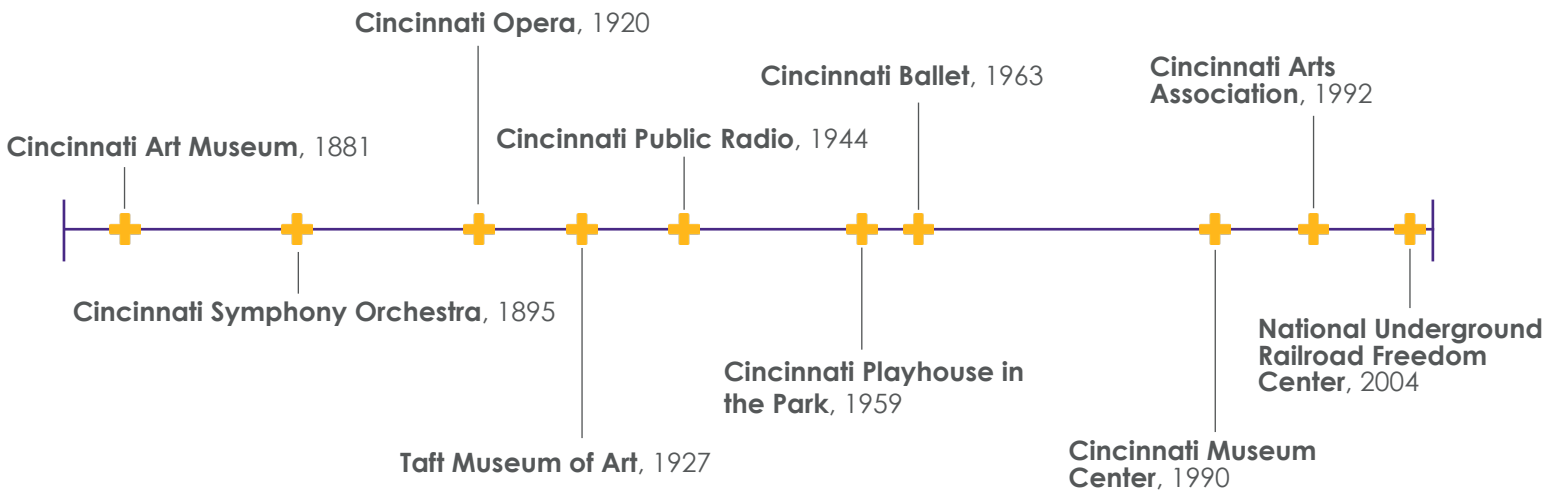 Cincinnati Opera, 1920
Cincinnati Ballet, 1963
Cincinnati Arts
Association, 1992
Cincinnati Art Museum, 1881
Cincinnati Public Radio, 1944
Cincinnati Symphony Orchestra, 1895
National Underground
Railroad Freedom
Center, 2004
Cincinnati Playhouse in
the Park, 1959
Taft Museum of Art, 1927
Cincinnati Museum
Center, 1990